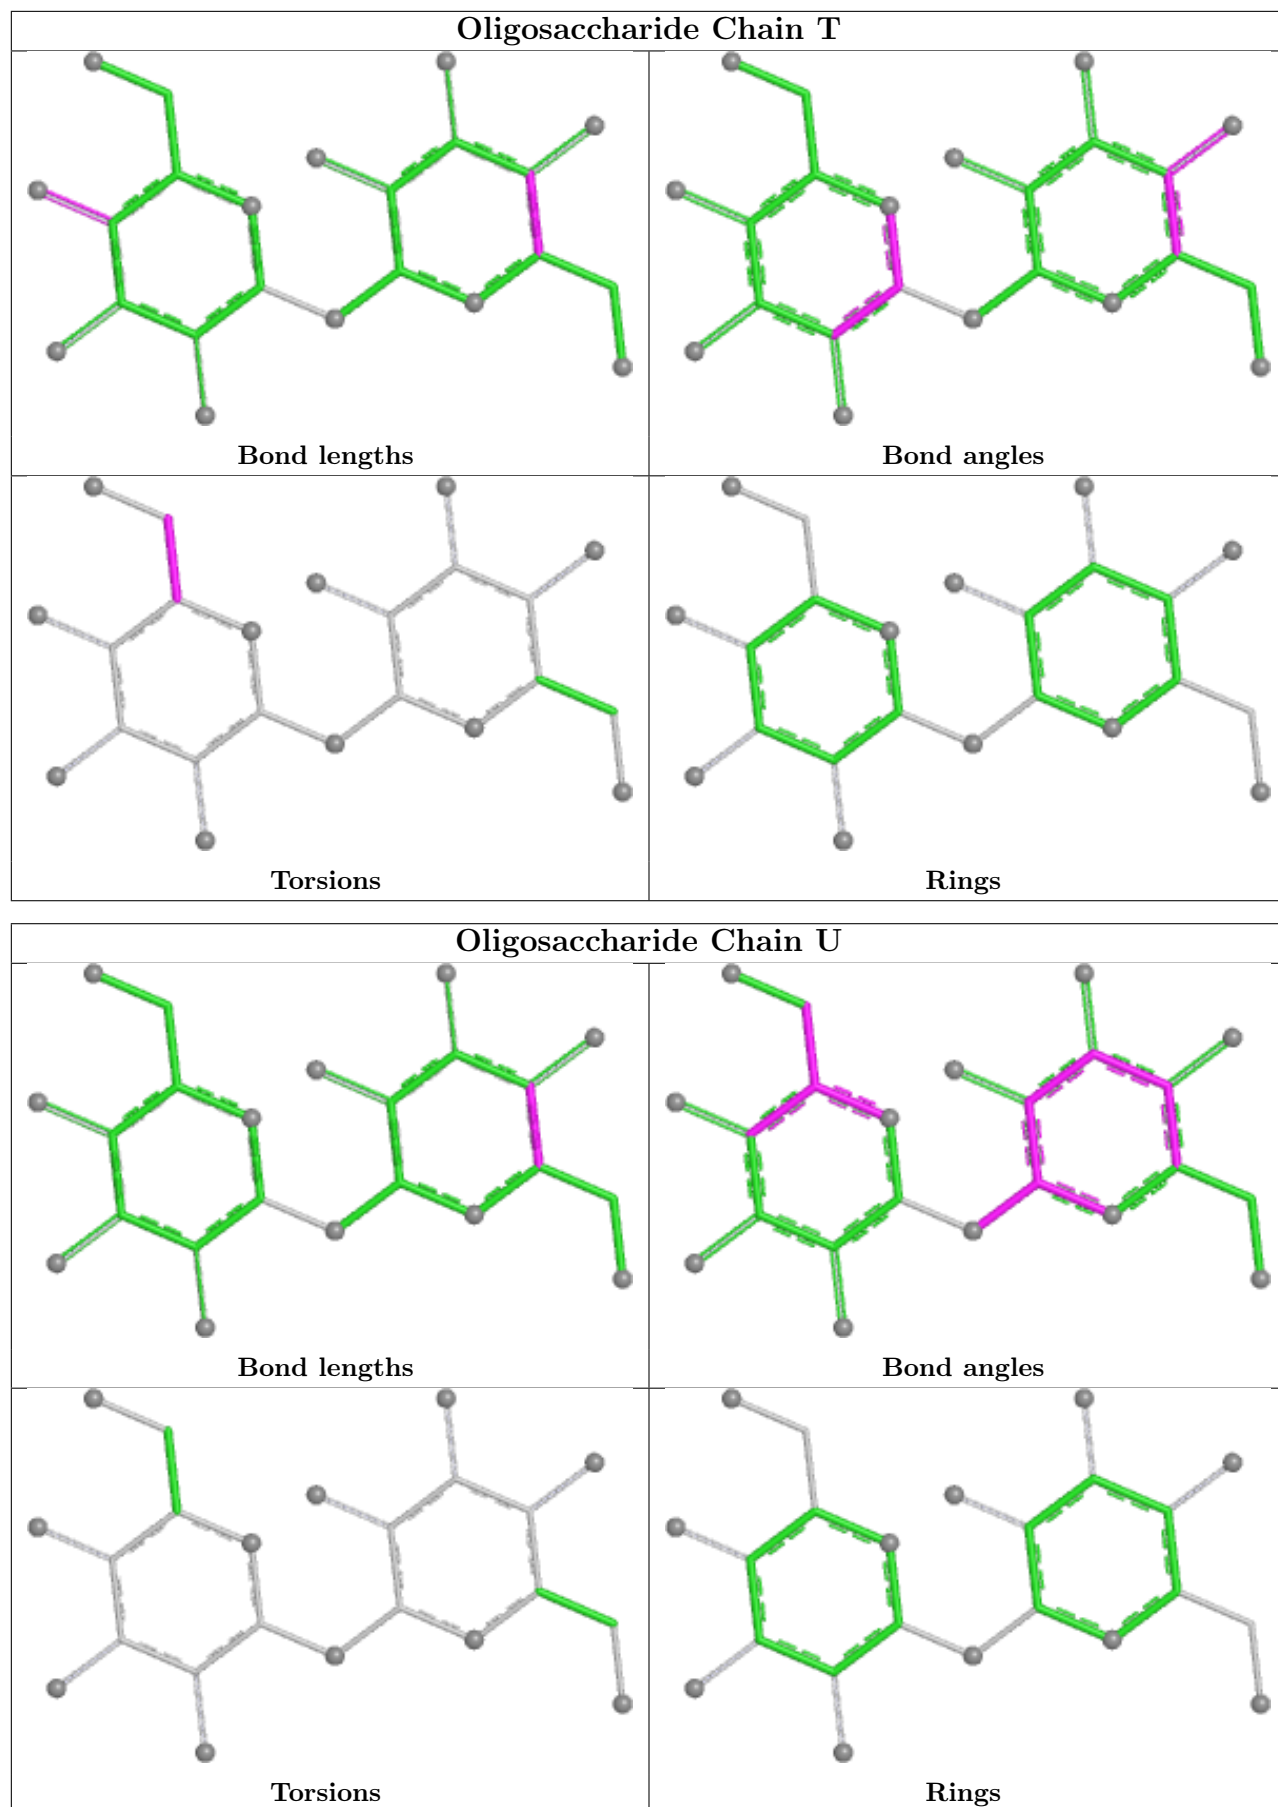 Oligosaccharide Chain T
Bond lengths
Bond angles
Torsions
Rings
Oligosaccharide Chain U
Bond lengths
Bond angles
Torsions
Rings